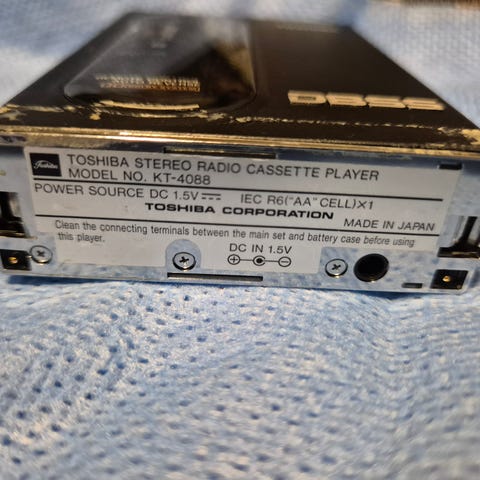 Toshiba
TOSHIBA STEREO RADIO CASSETTE PLAYER
MODEL NO. KT-4088
POWER SOURCE DC 1.5V IEC R6("AA" CELL)×1
TOSHIBA CORPORATION
MADE IN JAPAN
Clean the connecting terminals between the main set and battery case before using
this player.
DC IN 1.5V